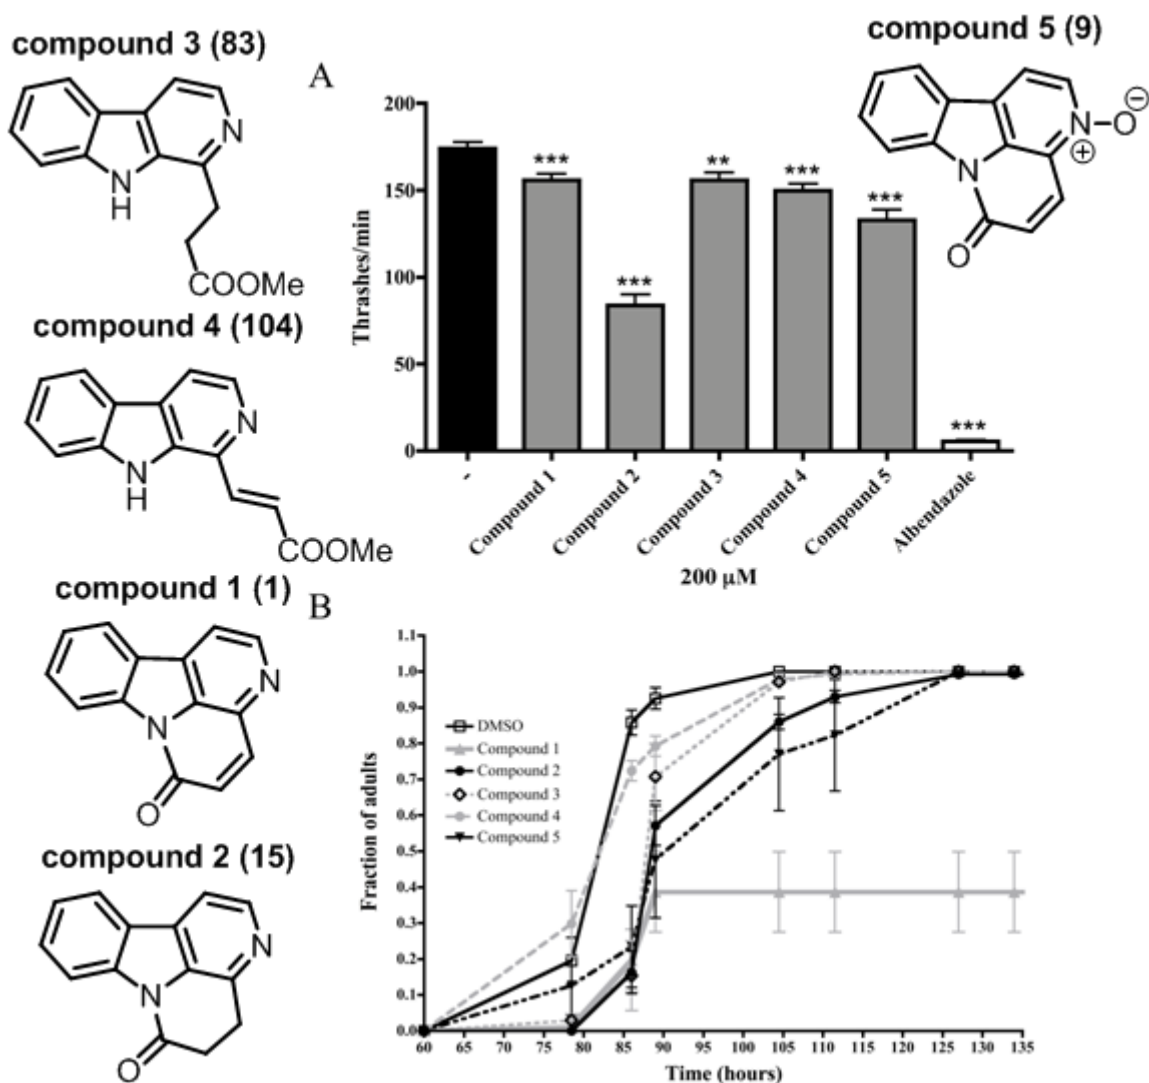 compound 3 (83)
N
N
H
COOMe
compound 4 (104)
N
N
H
COOMe
compound 1 (1)
N
N
O
compound 2 (15)
N
N
O
A
200
150
100
50
0
Thrashes/min
***
***
**
***
***
***
-
Compound 1
Compound 2
Compound 3
Compound 4
Compound 5
Albendazole
200 μM
compound 5 (9)
N
⊕
O
⊖
N
O
B
1.1
1.0
0.9
0.8
0.7
0.6
0.5
0.4
0.3
0.2
0.1
0.0
Fraction of adults
DMSO
Compound 1
Compound 2
Compound 3
Compound 4
Compound 5
60 65 70 75 80 85 90 95 100 105 110 115 120 125 130 135
Time (hours)